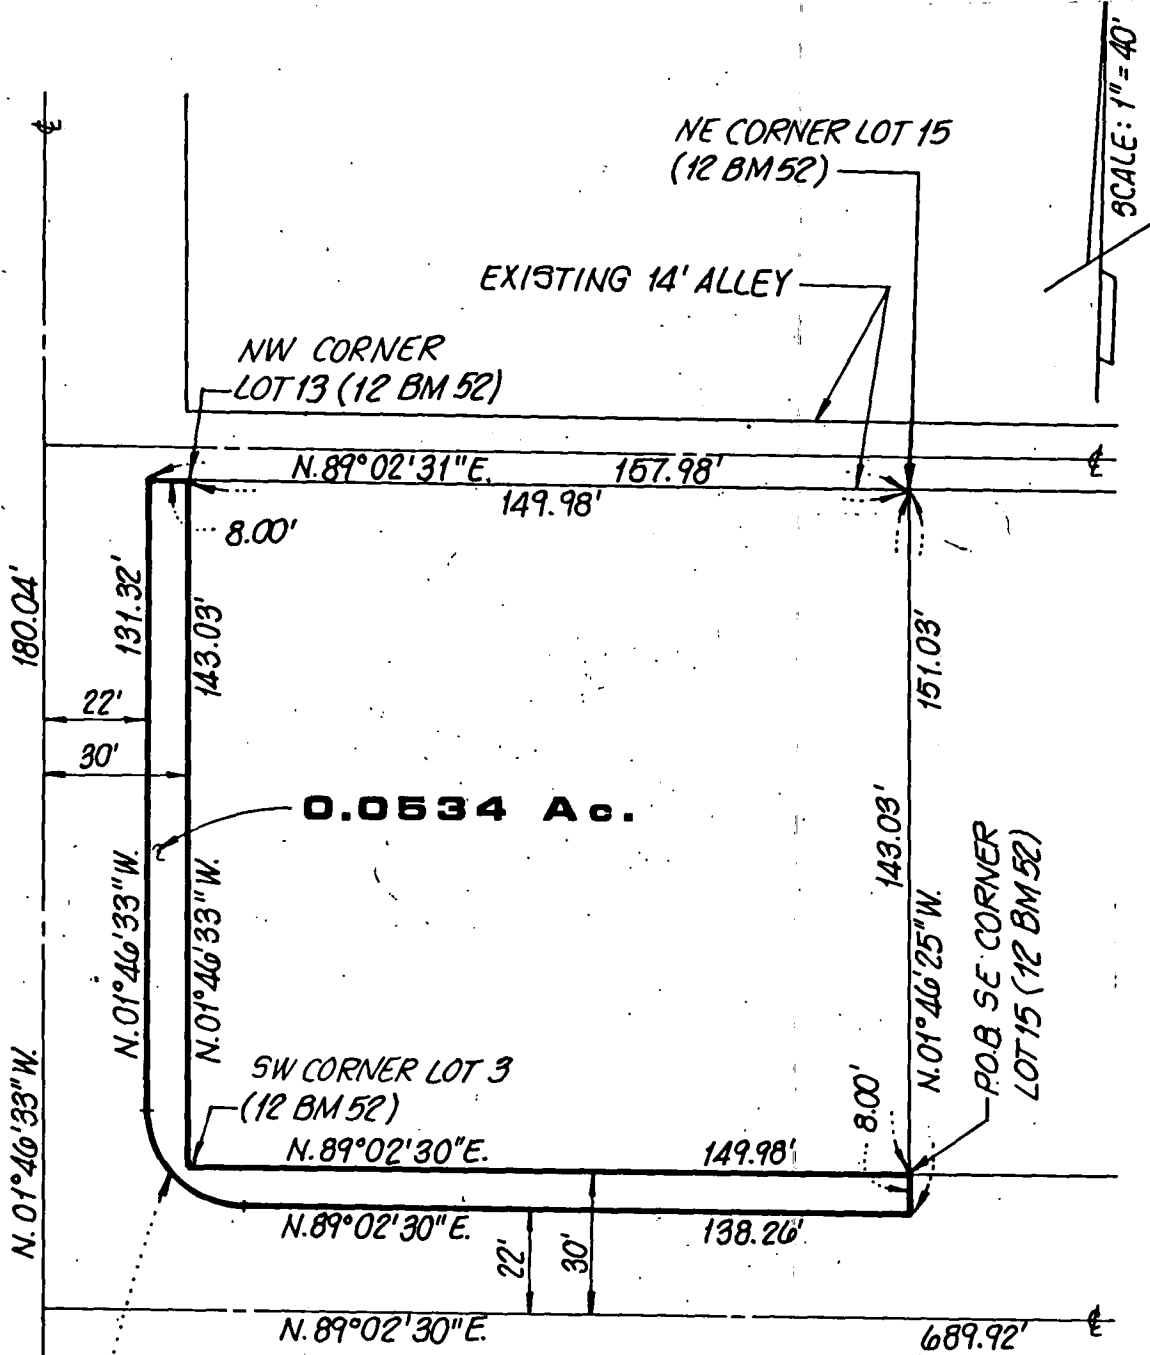 SCALE: 1"=40'
NE CORNER LOT 15
(12 BM 52)
EXISTING 14' ALLEY
NW CORNER
LOT 13 (12 BM 52)
N.89°02'31"E. 157.98'
149.98'
8.00'
180.04'
131.32'
143.03'
151.03'
22'
30'
0.0534 Ac.
143.03'
N.01°46'33"W.
N.01°46'33"W.
N.01°46'25"W.
P.O.B. SE CORNER
LOT 15 (12 BM 52)
N.01°46'33"W.
SW CORNER LOT 3
(12 BM 52)
8.00'
N.89°02'30"E. 149.98'
N.89°02'30"E. 138.26'
22'
30'
N.89°02'30"E. 689.92'